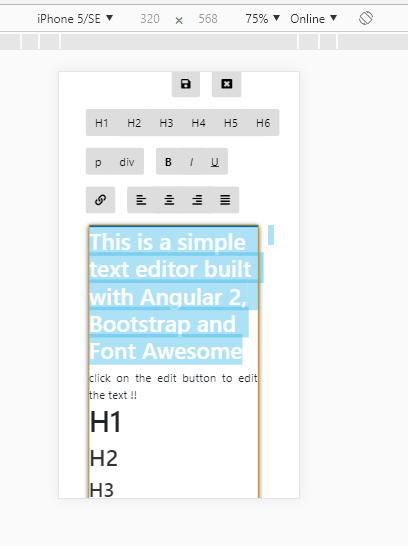 iPhone 5/SE ▼ 320 × 568 75% ▼ Online ▼
H1 H2 H3 H4 H5 H6
p div B I U
This is a simple
text editor built
with Angular 2,
Bootstrap and
Font Awesome
click on the edit button to edit
the text !!
H1
H2
H3